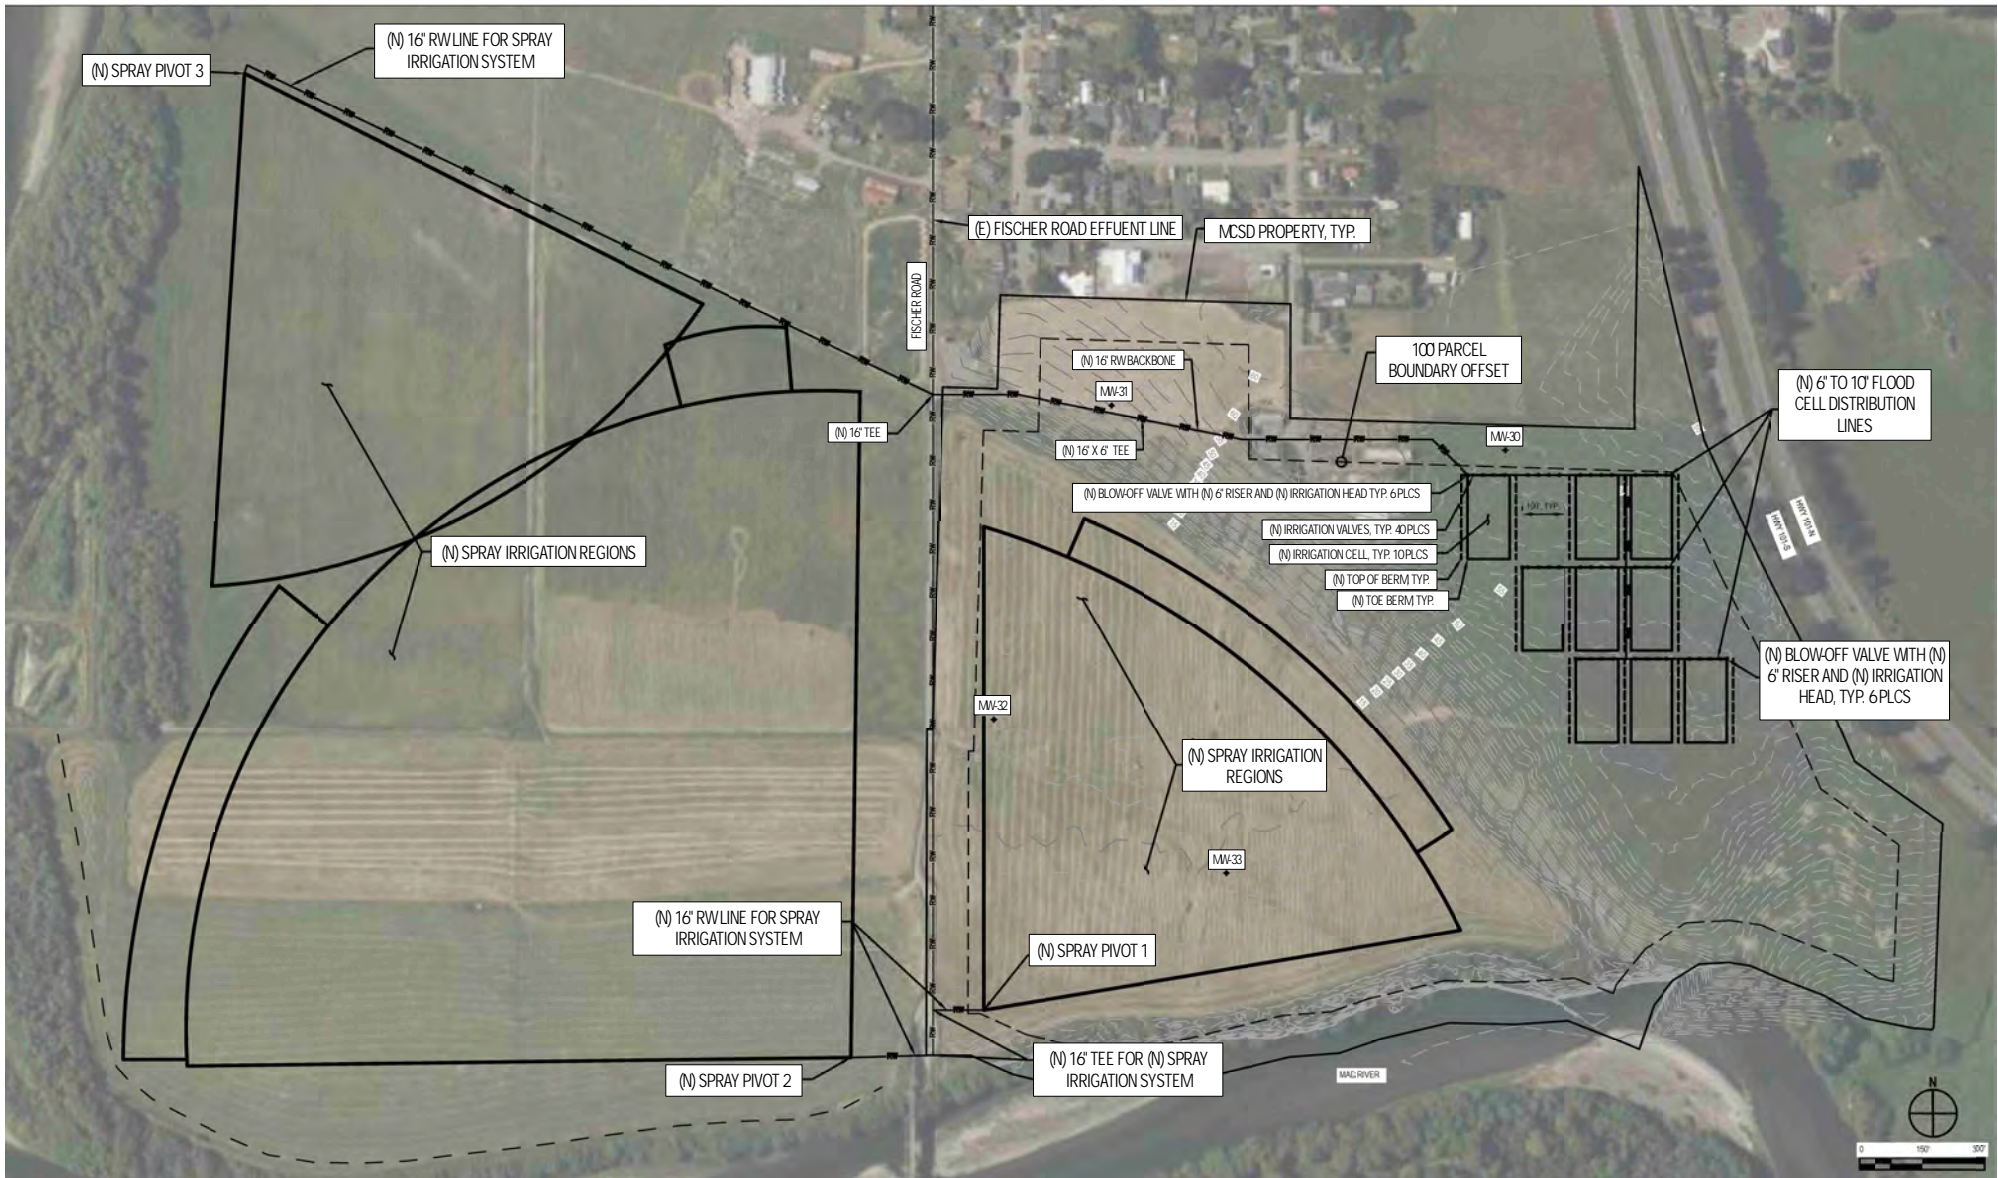 (N) 16" RW LINE FOR SPRAY
IRRIGATION SYSTEM
(N) SPRAY PIVOT 3
(E) FISCHER ROAD EFFUENT LINE
MCSD PROPERTY, TYP.
FISCHER ROAD
(N) 16" RW BACKBONE
100' PARCEL
BOUNDARY OFFSET
(N) 6" TO 10" FLOOD
CELL DISTRIBUTION
LINES
MW-31
(N) 16" TEE
(N) 16" X 6" TEE
MW-30
(N) BLOW-OFF VALVE WITH (N) 6" RISER AND (N) IRRIGATION HEAD TYP. 6 PLCS
100' TYP.
HWY 101-N
HWY 101-S
(N) IRRIGATION VALVES, TYP. 40 PLCS
(N) SPRAY IRRIGATION REGIONS
(N) IRRIGATION CELL, TYP. 10 PLCS
(N) TOP OF BERM TYP.
(N) TOE BERM TYP.
(N) BLOW-OFF VALVE WITH (N)
6" RISER AND (N) IRRIGATION
HEAD, TYP. 6 PLCS
MW-32
(N) SPRAY IRRIGATION
REGIONS
MW-33
(N) 16" RW LINE FOR SPRAY
IRRIGATION SYSTEM
(N) SPRAY PIVOT 1
(N) 16" TEE FOR (N) SPRAY
IRRIGATION SYSTEM
(N) SPRAY PIVOT 2
MAD RIVER
N
0 150' 300'